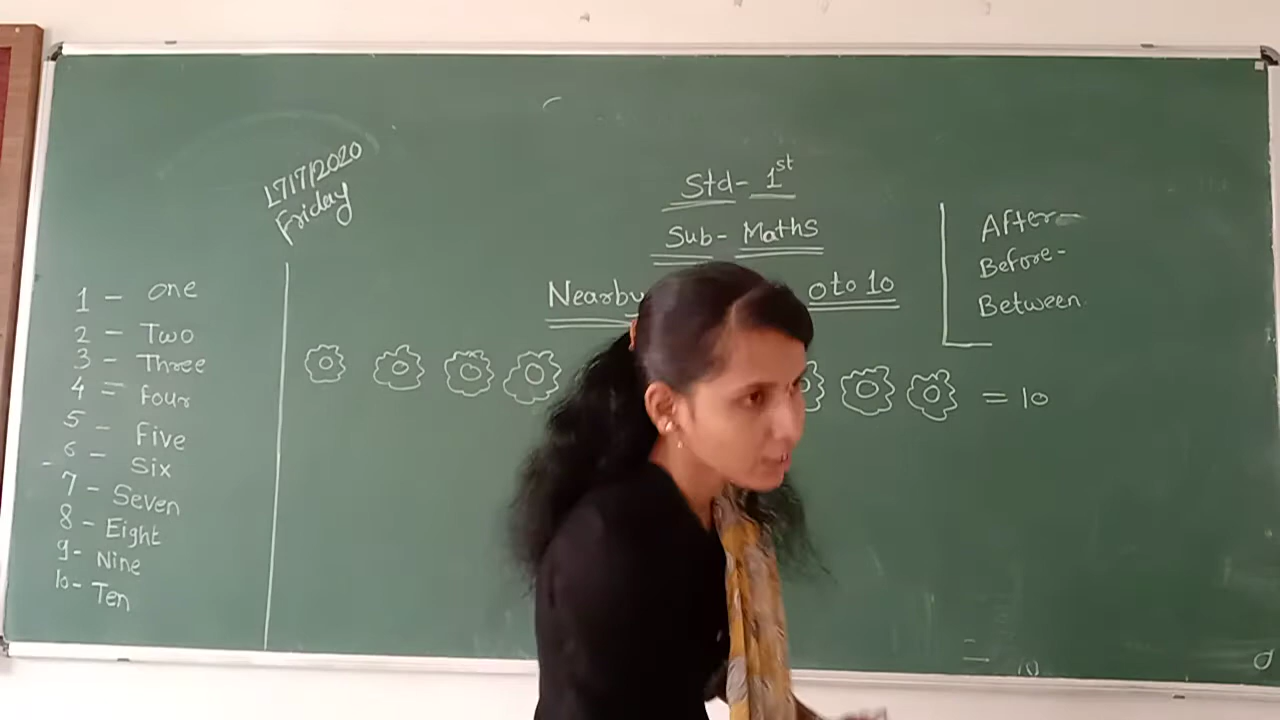 17/7/2020
Friday
Std- 1st
Sub- Maths
Nearby 0 to 10
1 - one
2 - Two
3 - Three
4 - Four
5 - Five
6 - Six
7 - Seven
8 - Eight
9- Nine
10- Ten
After-
Before-
Between
= 10